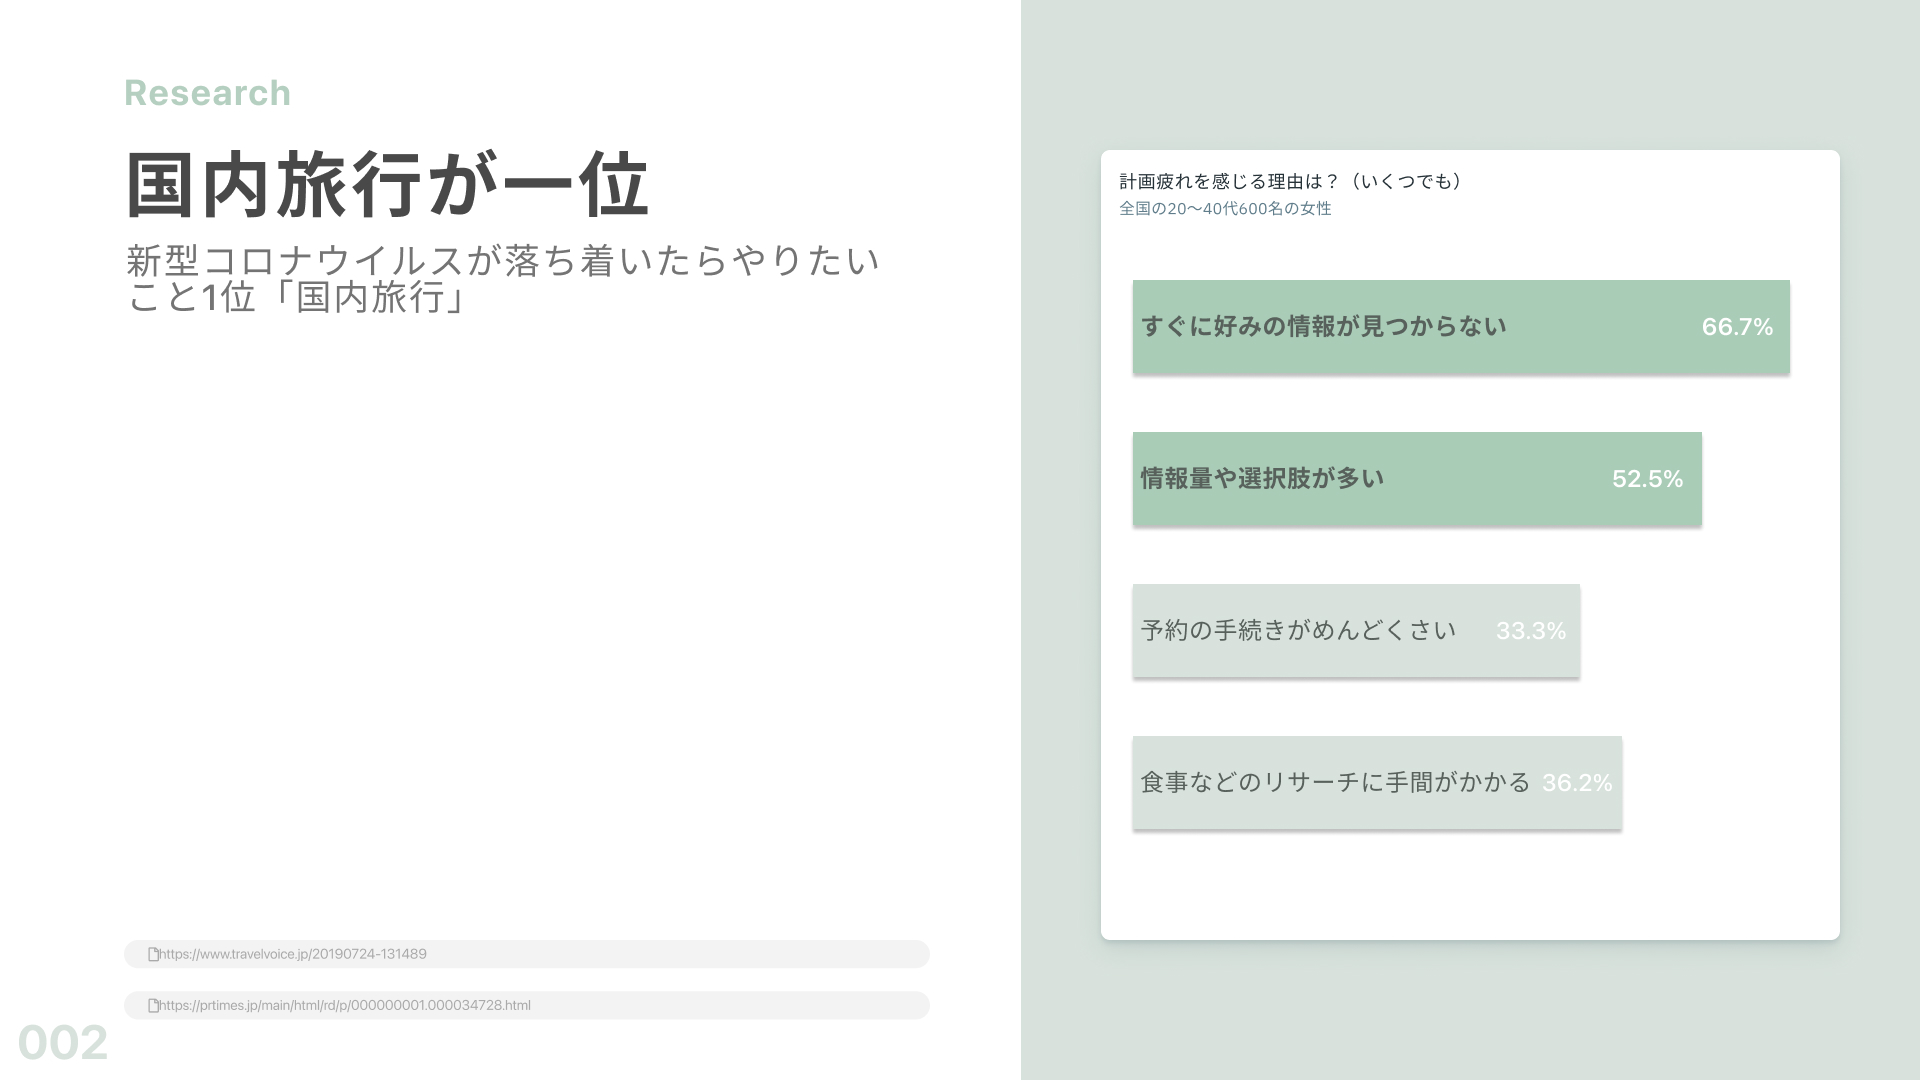 Research
国内旅行が一位
新型コロナウイルスが落ち着いたらやりたい
こと1位「国内旅行」
https://www.travelvoice.jp/20190724-131489
https://prtimes.jp/main/html/rd/p/000000001.000034728.html
002
計画疲れを感じる理由は？（いくつでも）
全国の20〜40代600名の女性
すぐに好みの情報が見つからない 66.7%
情報量や選択肢が多い 52.5%
予約の手続きがめんどくさい 33.3%
食事などのリサーチに手間がかかる 36.2%